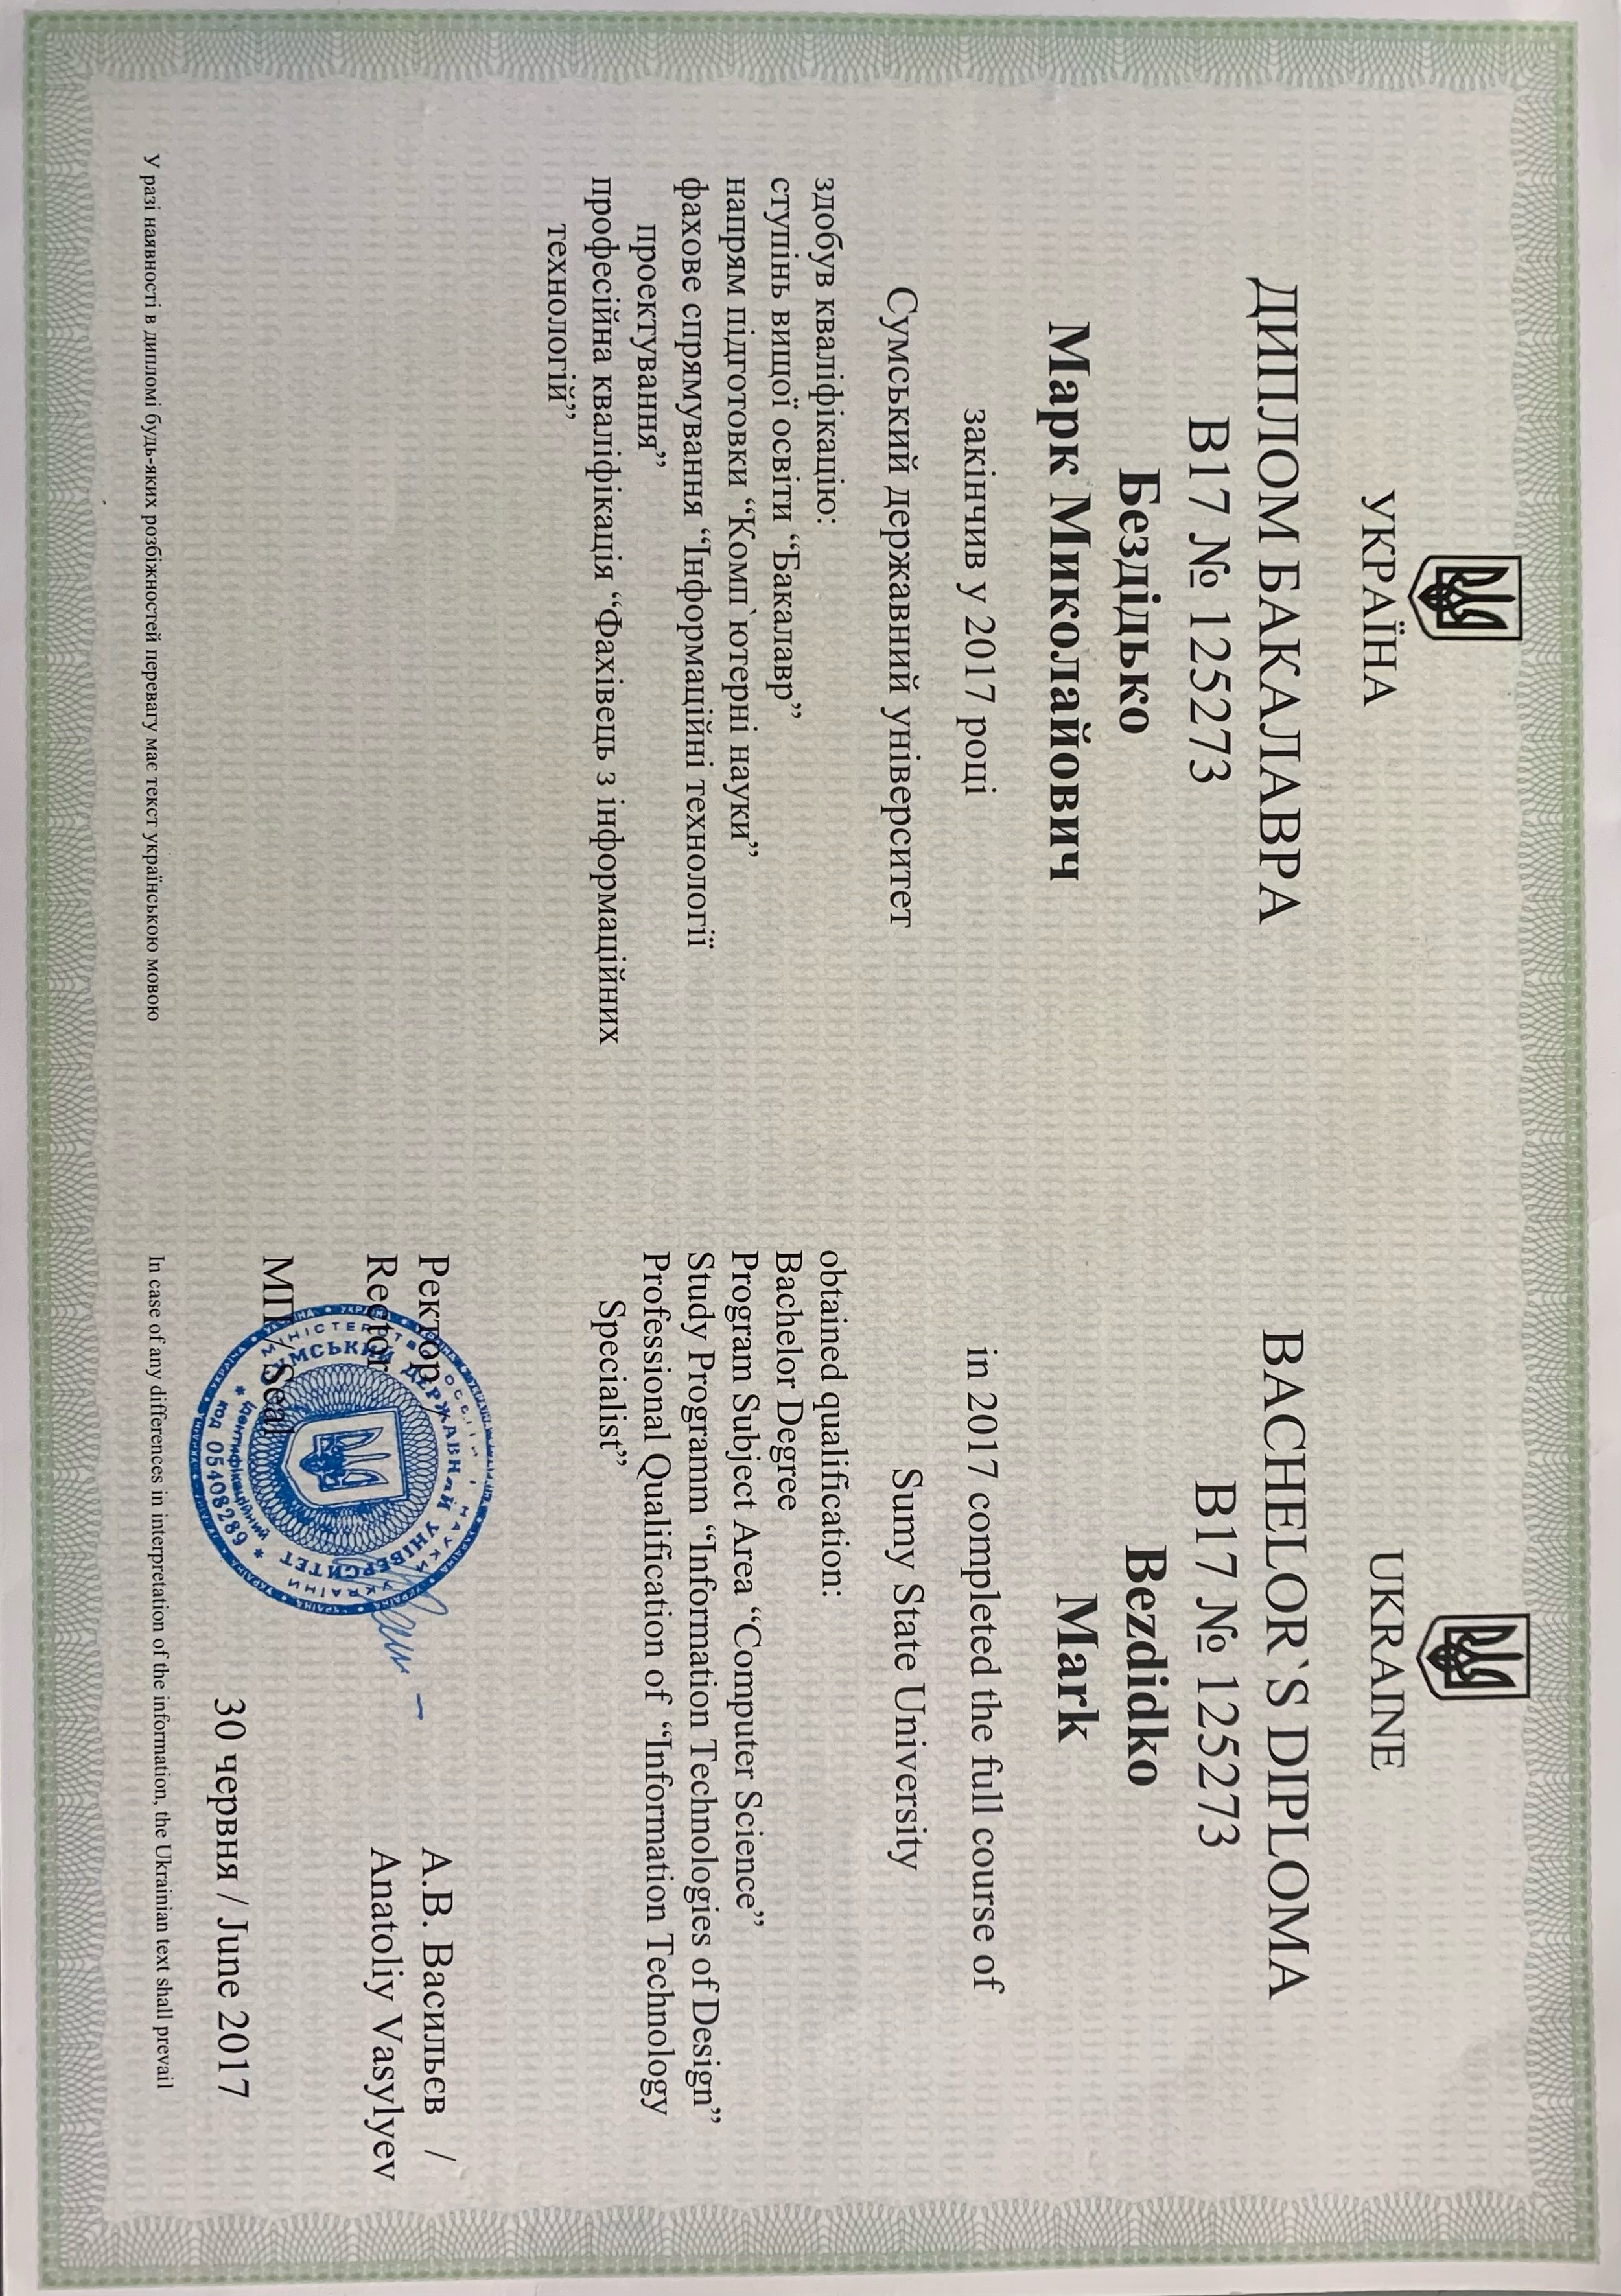 УКРАЇНА
ДИПЛОМ БАКАЛАВРА
В17 № 125273
Бездідько
Марк Миколайович
закінчив у 2017 році
Сумський державний університет
здобув кваліфікацію:
ступінь вищої освіти “Бакалавр”
напрям підготовки “Комп`ютерні науки”
фахове спрямування “Інформаційні технології
проектування”
професійна кваліфікація “Фахівець з інформаційних
технологій”
У разі наявності в дипломі будь-яких розбіжностей перевагу має текст українською мовою
UKRAINE
BACHELOR`S DIPLOMA
B17 № 125273
Bezdidko
Mark
in 2017 completed the full course of
Sumy State University
obtained qualification:
Bachelor Degree
Program Subject Area “Computer Science”
Study Programm “Information Technologies of Design”
Professional Qualification of “Information Technology
Specialist”
Ректор / А.В. Васильєв /
Rector Anatoliy Vasylyev
МП / Seal
МІНІСТЕРСТВО ОСВІТИ І НАУКИ УКРАЇНИ
СУМСЬКИЙ ДЕРЖАВНИЙ УНІВЕРСИТЕТ
* Ідентифікаційний *
код 05408289
30 червня / June 2017
In case of any differences in interpretation of the information, the Ukrainian text shall prevail